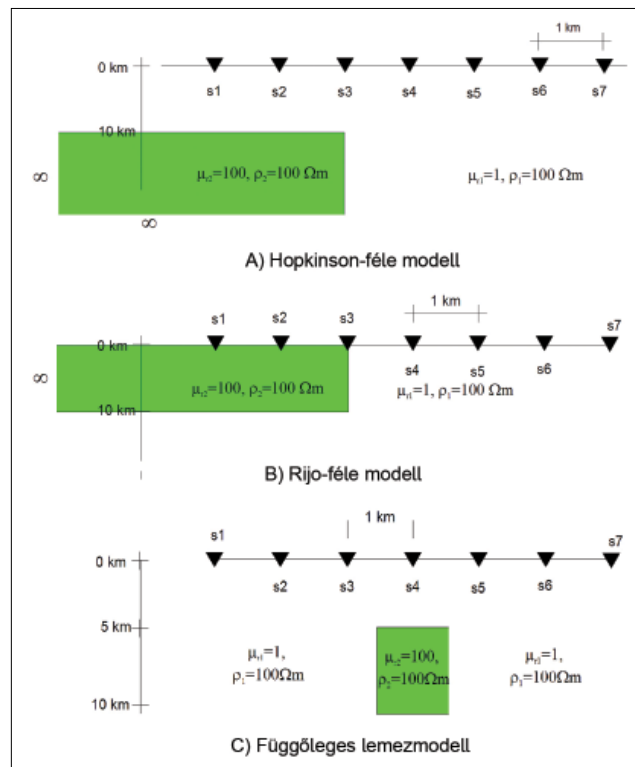 1 km
0 km
s1 s2 s3 s4 s5 s6 s7
10 km
μr2=100, ρ2=100 Ωm
μr1=1, ρ1=100 Ωm
∞
∞
A) Hopkinson-féle modell
1 km
s1 s2 s3 s7
0 km
s4 s5 s6
∞
μr2=100, ρ2=100 Ωm
μr1=1, ρ1=100 Ωm
10 km
B) Rijo-féle modell
1 km
s1 s7
0 km
s2 s3 s4 s5 s6
5 km
μr1=1,
ρ1=100Ωm
μr2=100,
ρ2=100Ωm
μr1=1,
ρ1=100Ωm
10 km
C) Függőleges lemezmodell